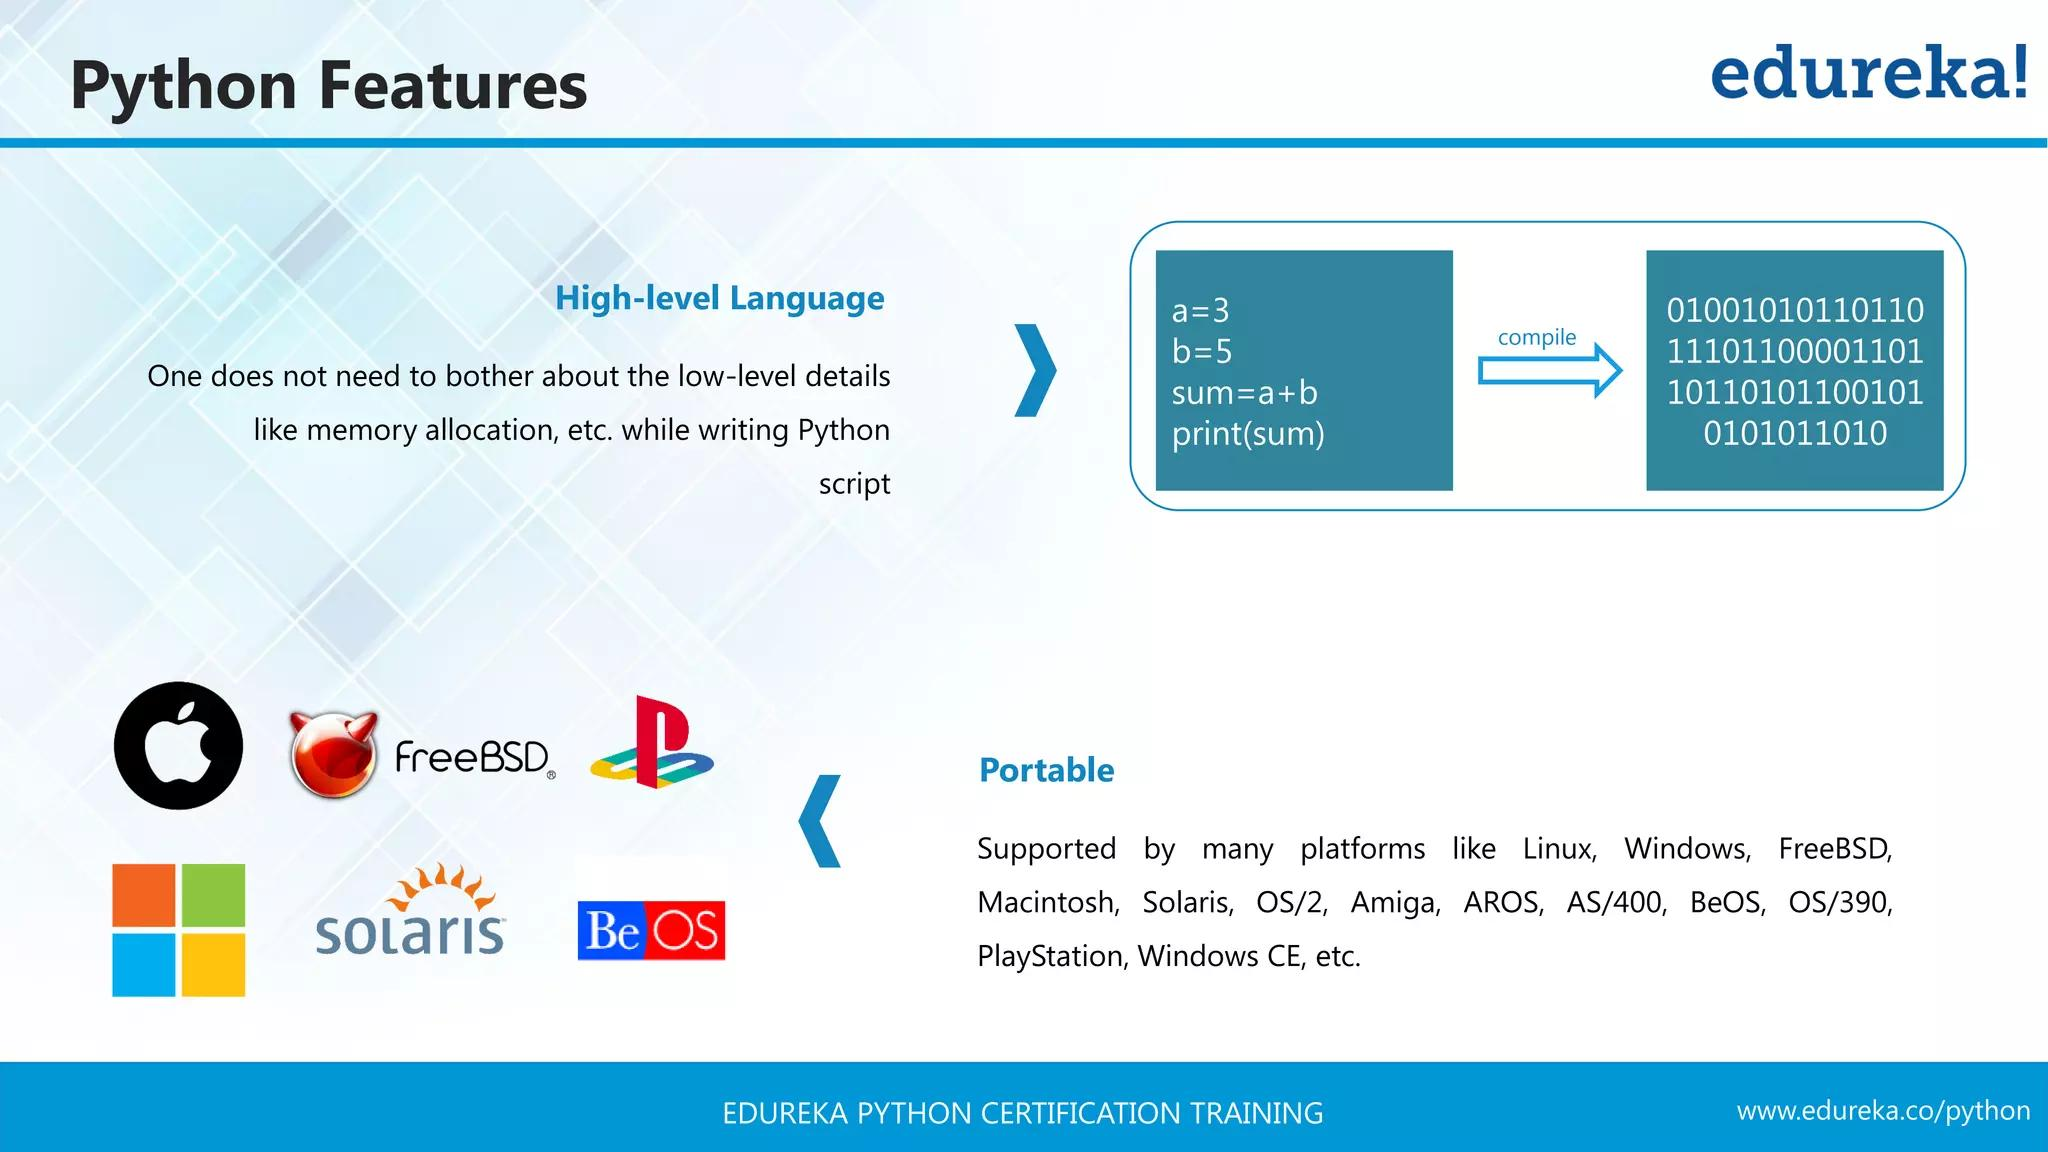 Python Features
edureka!
High-level Language
One does not need to bother about the low-level details
like memory allocation, etc. while writing Python
script
a=3
b=5
sum=a+b
print(sum)
compile
01001010110110
11101100001101
10110101100101
0101011010
FreeBSD®
solaris™
Be OS
Portable
Supported by many platforms like Linux, Windows, FreeBSD,
Macintosh, Solaris, OS/2, Amiga, AROS, AS/400, BeOS, OS/390,
PlayStation, Windows CE, etc.
EDUREKA PYTHON CERTIFICATION TRAINING
www.edureka.co/python